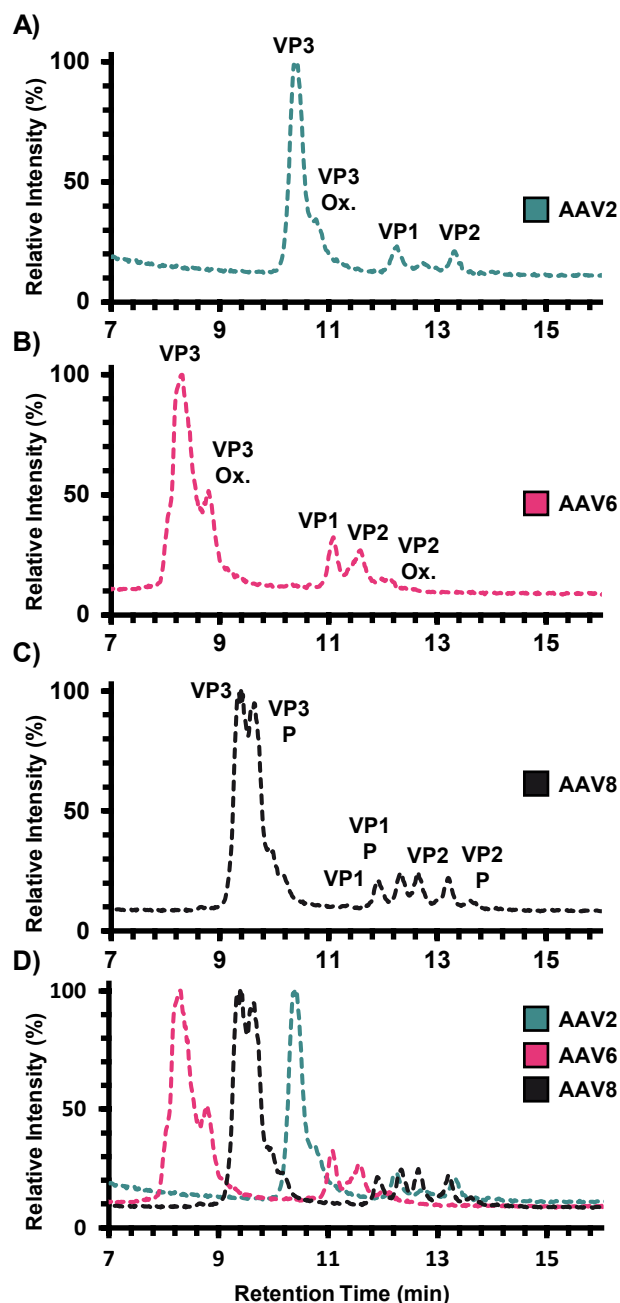 A)
VP3
100
VP3
Ox.
50
AAV2
VP1
VP2
0
7 9 11 13 15
Relative Intensity (%)
B)
VP3
100
VP3
Ox.
50
AAV6
VP1
VP2
VP2
Ox.
0
7 9 11 13 15
Relative Intensity (%)
C)
VP3
100
VP3
P
AAV8
50
VP1
P
VP1
VP2
VP2
P
0
7 9 11 13 15
Relative Intensity (%)
D)
100
AAV2
AAV6
AAV8
50
0
7 9 11 13 15
Relative Intensity (%)
Retention Time (min)